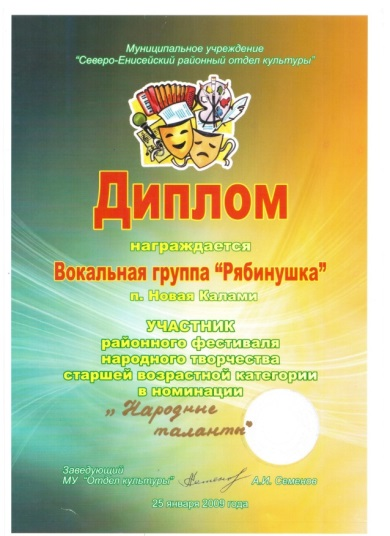 Муниципальное учреждение
"Северо-Енисейский районный отдел культуры"
Диплом
награждается
Вокальная группа "Рябинушка"
п. Новая Калами
УЧАСТНИК
районного фестиваля
народного творчества
старшей возрастной категории
в номинации
„Народные
таланты"
Заведующий
МУ "Отдел культуры"
А.И. Семенов
25 января 2009 года